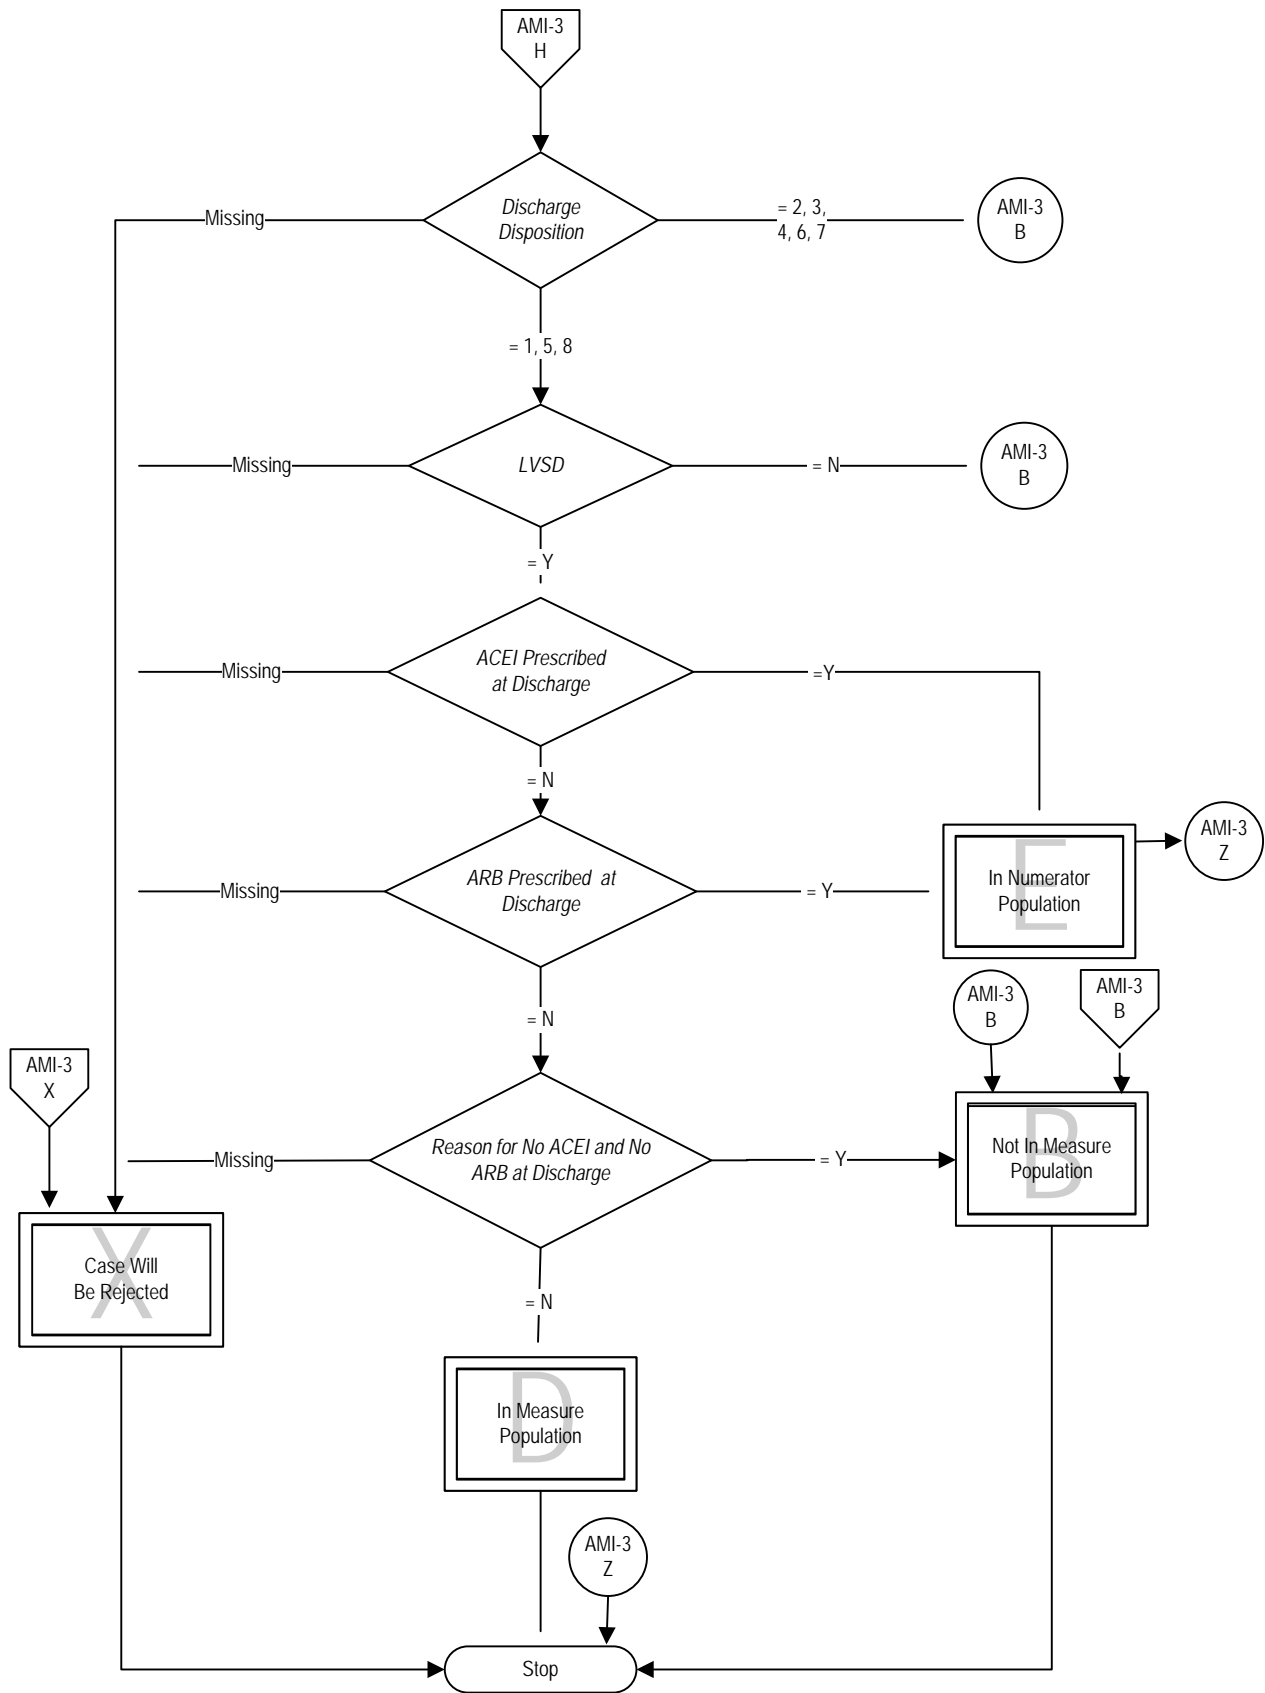 AMI-3
H
Missing
Discharge
Disposition
= 2, 3,
4, 6, 7
AMI-3
B
= 1, 5, 8
Missing
LVSD
= N
AMI-3
B
= Y
Missing
ACEI Prescribed
at Discharge
=Y
= N
Missing
ARB Prescribed at
Discharge
= Y
E
In Numerator
Population
AMI-3
Z
= N
AMI-3
B
AMI-3
B
AMI-3
X
Missing
Reason for No ACEI and No
ARB at Discharge
= Y
B
Not In Measure
Population
X
Case Will
Be Rejected
= N
D
In Measure
Population
AMI-3
Z
Stop